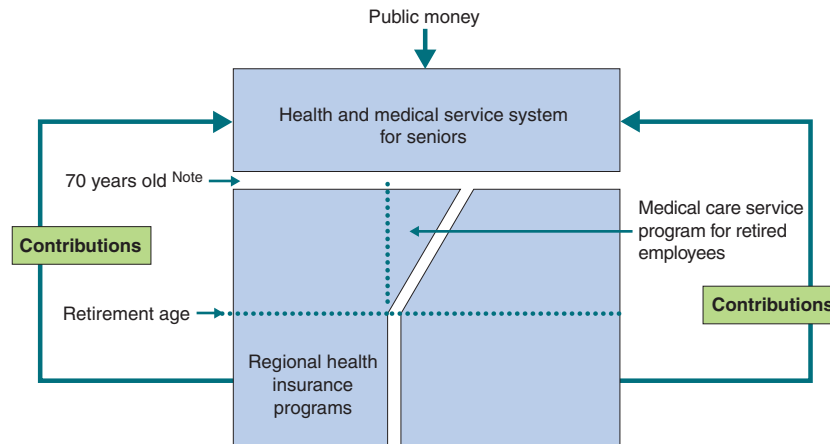 Public money
Health and medical service system
for seniors
70 years old Note
Medical care service
program for retired
employees
Contributions
Contributions
Retirement age
Regional health
insurance
programs